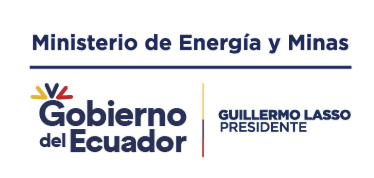 Ministerio de Energía y Minas
Gobierno
del Ecuador
GUILLERMO LASSO
PRESIDENTE